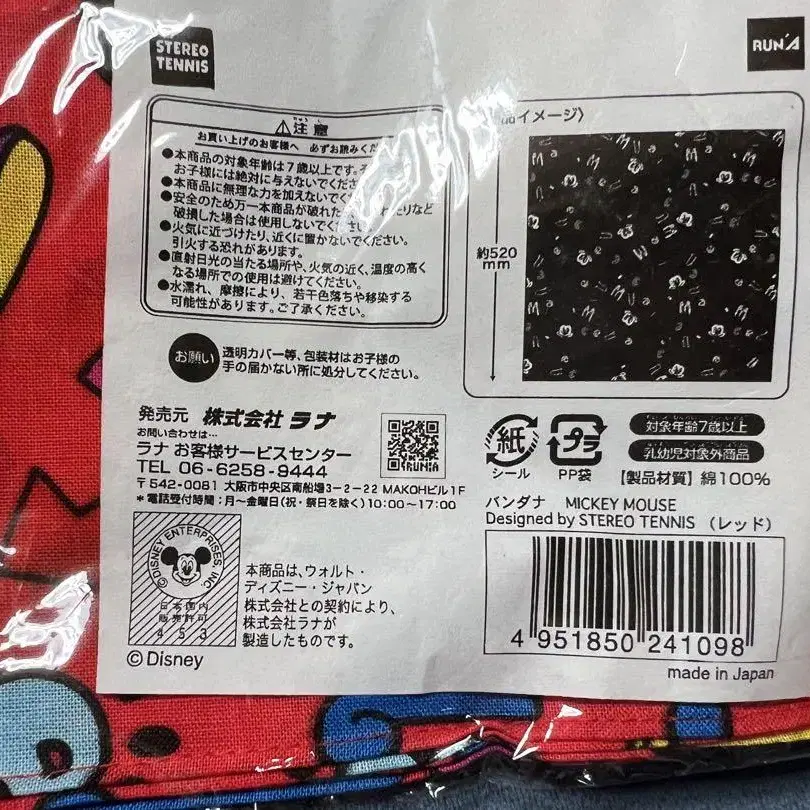 STEREO
TENNIS
RUN'A
⚠注意
お買い上げのお客様へ 必ずお読みくだ
●本商品の対象年齢は7歳以上です。
お子様には絶対に与えないでくださ
●本商品に無理な力を加えないでくだ
●安全のため万一本商品が破れた
たりなど
破損した場合は使用しないでください。
●火気に近づけたり、近くに置かないでください。
引火する恐れがあります。
●直射日光の当たる場所や、火気の近く、温度の高く
なる場所での使用は避けてください。
●水濡れ、摩擦により、若干色落ちや移染する
可能性があります。ご了承ください。
お願い
透明カバー等、包装材はお子様の
手の届かない所に処分してください。
品イメージ〉
約520
mm
発売元 株式会社 ラナ
お問い合わせは…
ラナ お客様サービスセンター
TEL 06-6258-9444
〒542-0081 大阪市中央区南船場3-2-22 MAKOHビル1F
*電話受付時間:月~金曜日(祝・祭日を除く)10:00~17:00
RUNA
紙
シール
プラ
PP袋
対象年齢7歳以上
乳幼児対象外商品
【製品材質】綿100%
バンダナ MICKEY MOUSE
Designed by STEREO TENNIS (レッド)
4 951850 241098
made in Japan
© DISNEY ENTERPRISES, INC.
日本国内
販売許可
453
本商品は、ウォルト・
ディズニー・ジャパン
株式会社との契約により、
株式会社ラナが
製造したものです。
© Disney